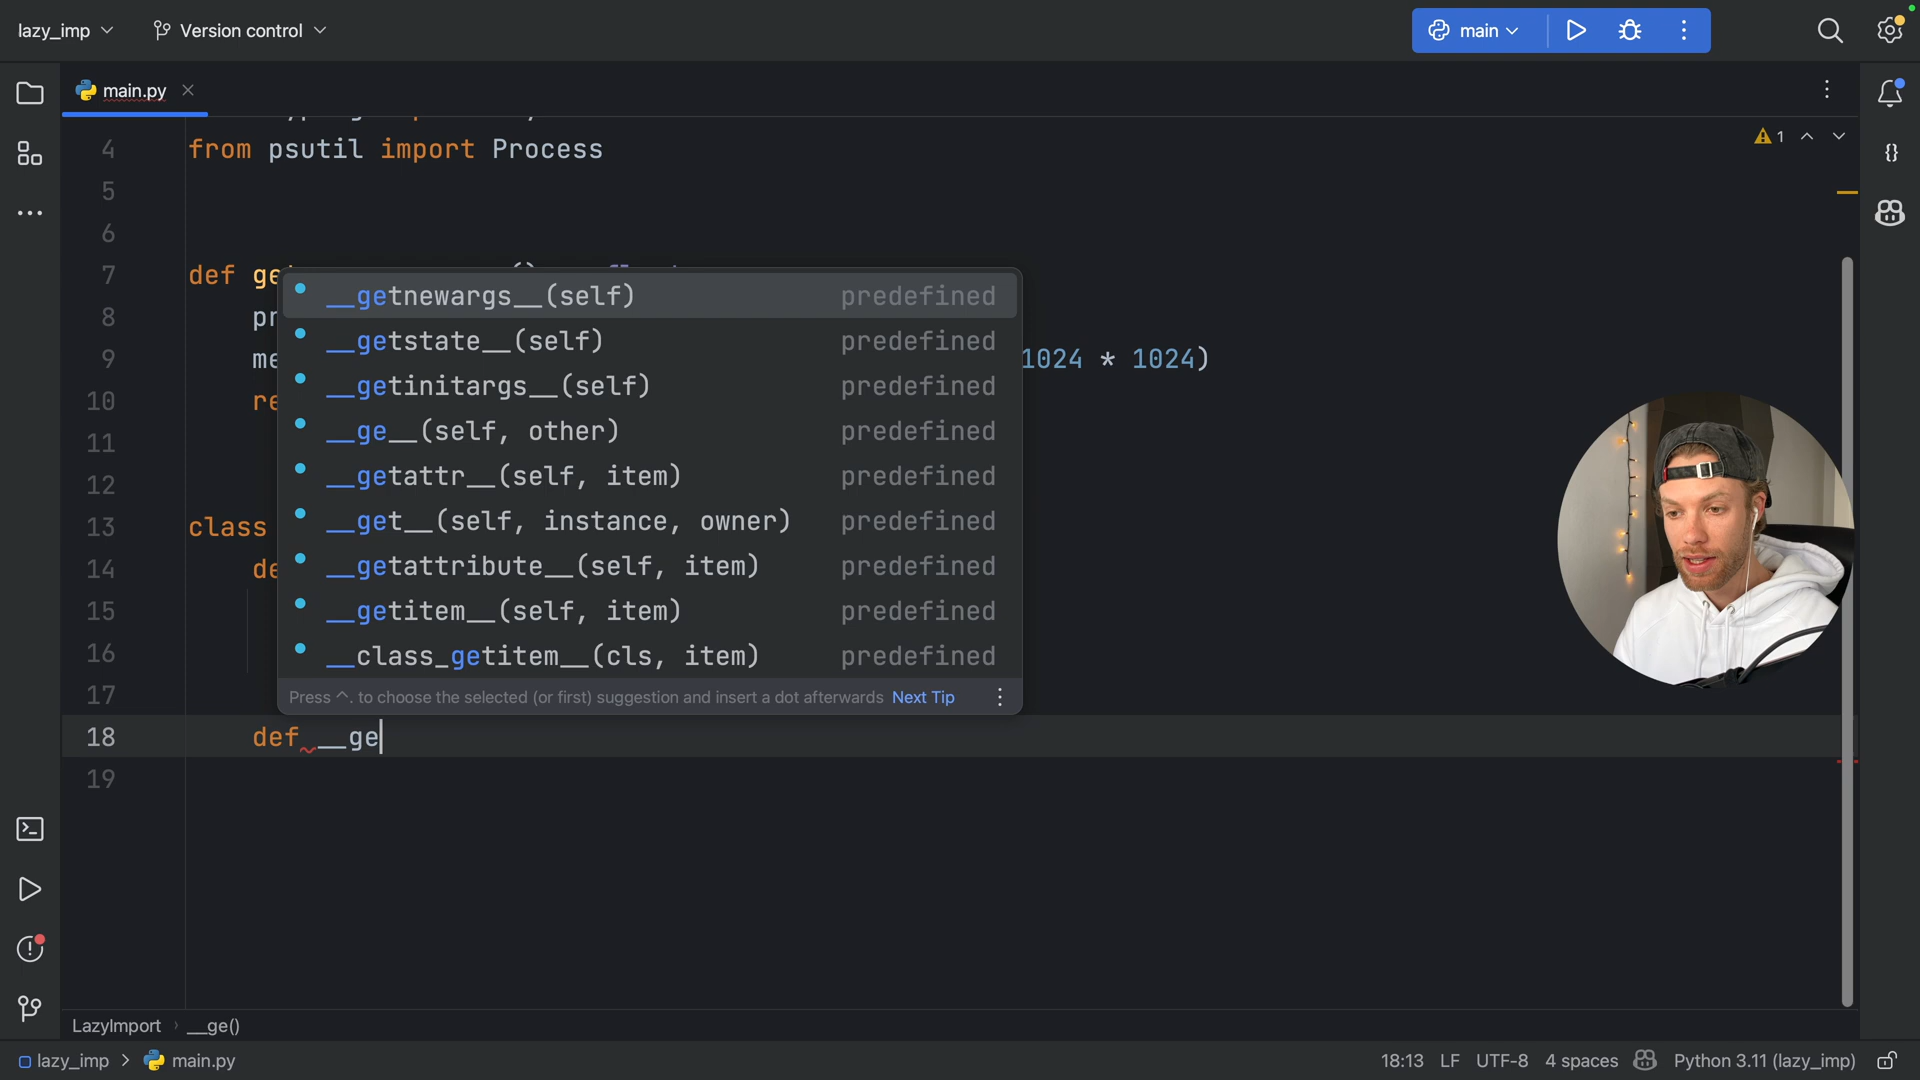 lazy_imp
Version control
main
main.py
1
4 from psutil import Process
5
6
7 def ge
8 pr
9 me 1024 * 1024)
10 re
11
12
13 class
14 de
15
16
17
__getnewargs__(self) predefined
__getstate__(self) predefined
__getinitargs__(self) predefined
__ge__(self, other) predefined
__getattr__(self, item) predefined
__get__(self, instance, owner) predefined
__getattribute__(self, item) predefined
__getitem__(self, item) predefined
__class_getitem__(cls, item) predefined
Press ^. to choose the selected (or first) suggestion and insert a dot afterwards Next Tip
18 def __ge
19
LazyImport › __ge()
lazy_imp > main.py
18:13 LF UTF-8 4 spaces Python 3.11 (lazy_imp)